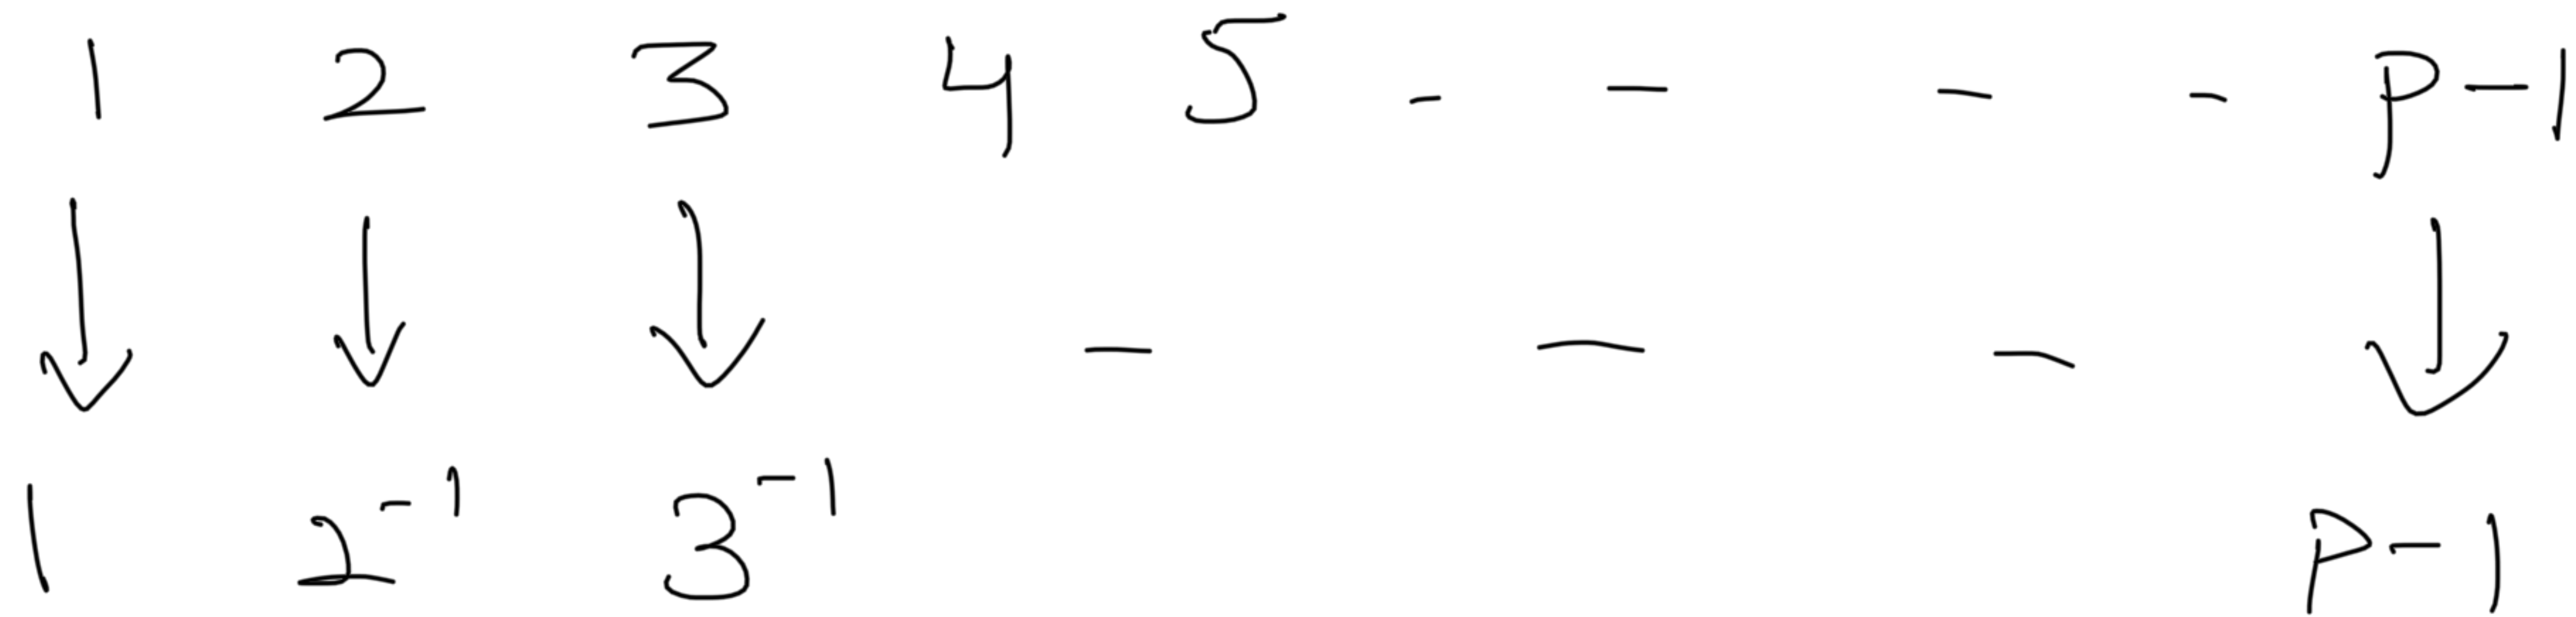 1 2 3 4 5 - - - - p-1
↓ ↓ ↓ - - - ↓
1 2⁻¹ 3⁻¹ p-1